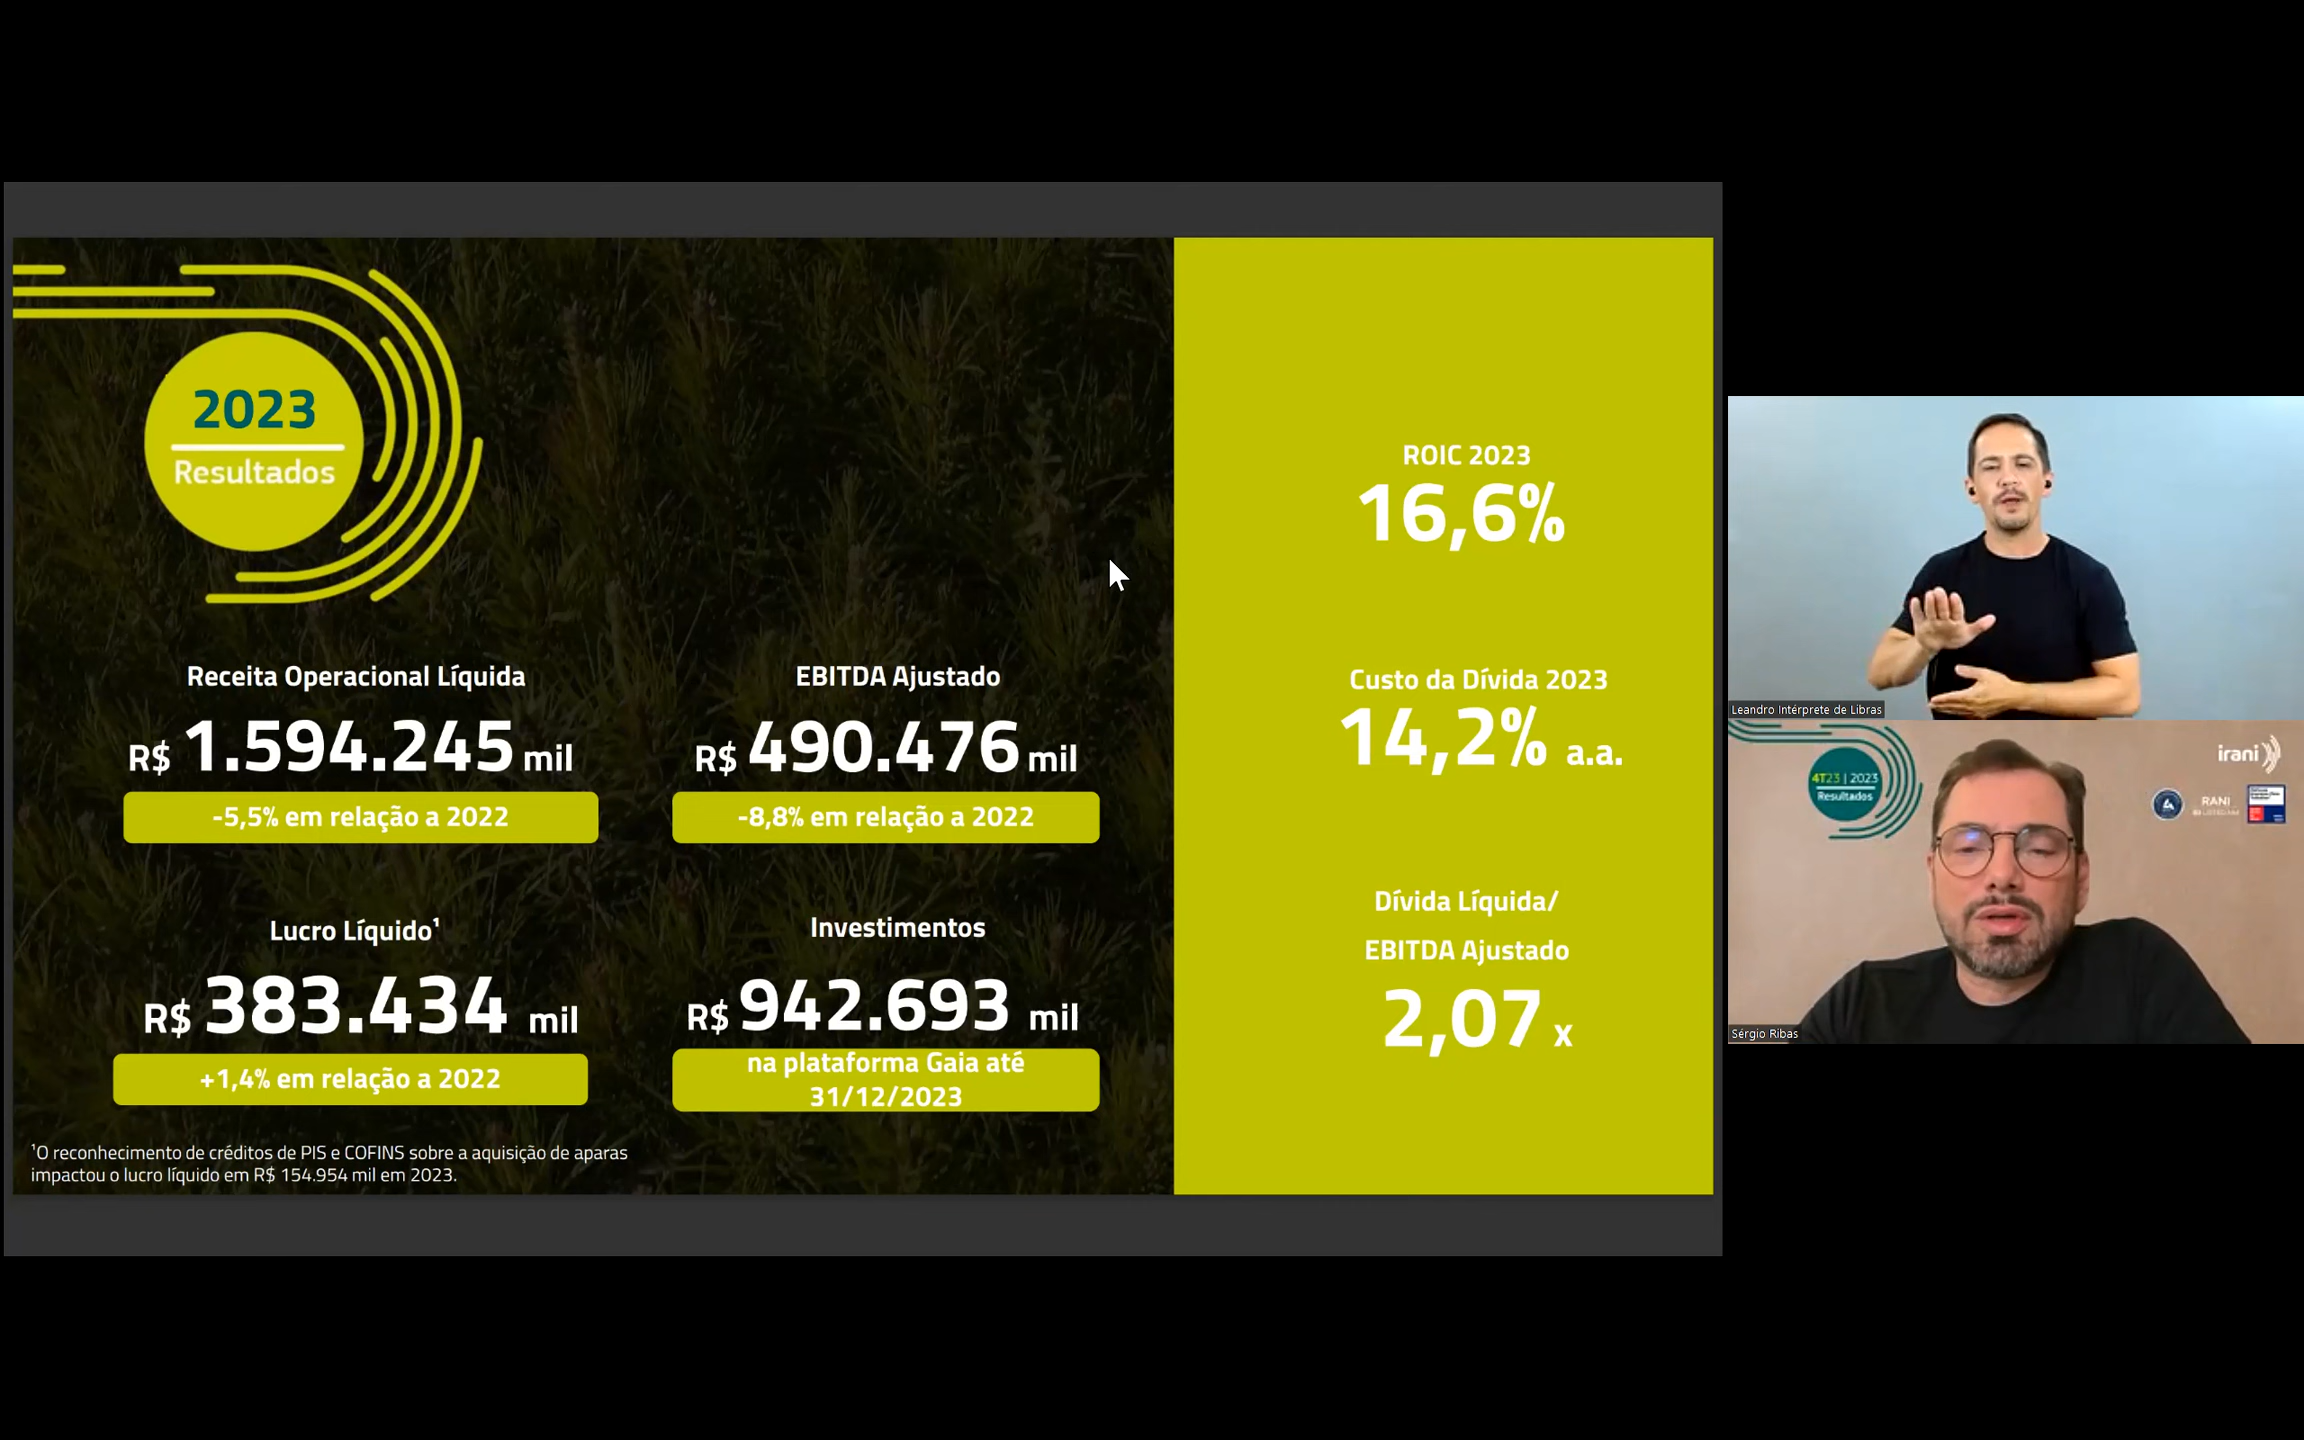 2023
Resultados
Receita Operacional Líquida
R$ 1.594.245 mil
-5,5% em relação a 2022
EBITDA Ajustado
R$ 490.476 mil
-8,8% em relação a 2022
Lucro Líquido¹
R$ 383.434 mil
+1,4% em relação a 2022
Investimentos
R$ 942.693 mil
na plataforma Gaia até
31/12/2023
¹O reconhecimento de créditos de PIS e COFINS sobre a aquisição de aparas
impactou o lucro líquido em R$ 154.954 mil em 2023.
ROIC 2023
16,6%
Custo da Dívida 2023
14,2% a.a.
Dívida Líquida/
EBITDA Ajustado
2,07 x
Leandro Intérprete de Libras
4T23 | 2023
Resultados
irani
RANI
Sérgio Ribas